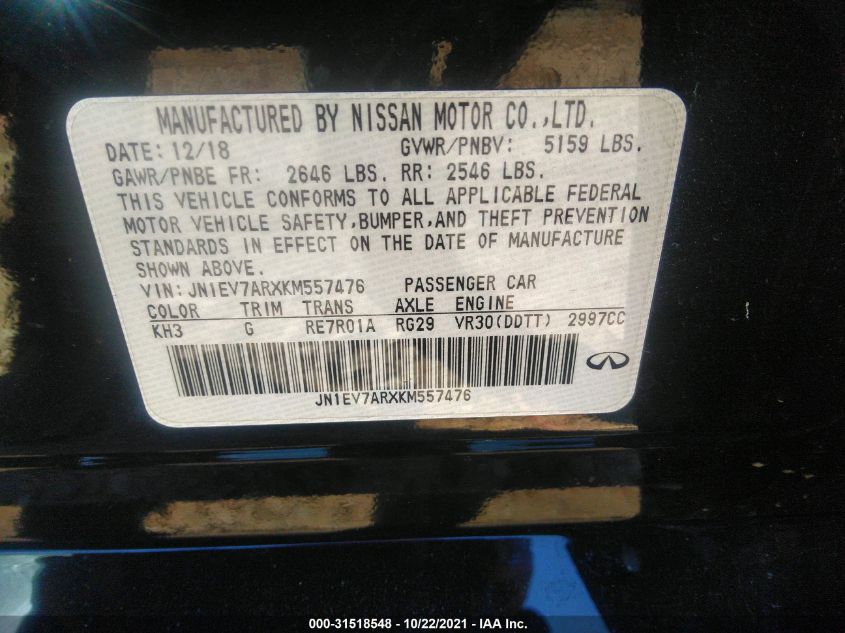 MANUFACTURED BY NISSAN MOTOR CO.,LTD.
DATE: 12/18 GVWR/PNBV: 5159 LBS.
GAWR/PNBE FR: 2646 LBS. RR: 2546 LBS.
THIS VEHICLE CONFORMS TO ALL APPLICABLE FEDERAL
MOTOR VEHICLE SAFETY,BUMPER,AND THEFT PREVENTION
STANDARDS IN EFFECT ON THE DATE OF MANUFACTURE
SHOWN ABOVE.
VIN: JN1EV7ARXKM557476 PASSENGER CAR
COLOR TRIM TRANS AXLE ENGINE
KH3 G RE7R01A RG29 VR30(DDTT) 2997CC
JN1EV7ARXKM557476
000-31518548 - 10/22/2021 - IAA Inc.